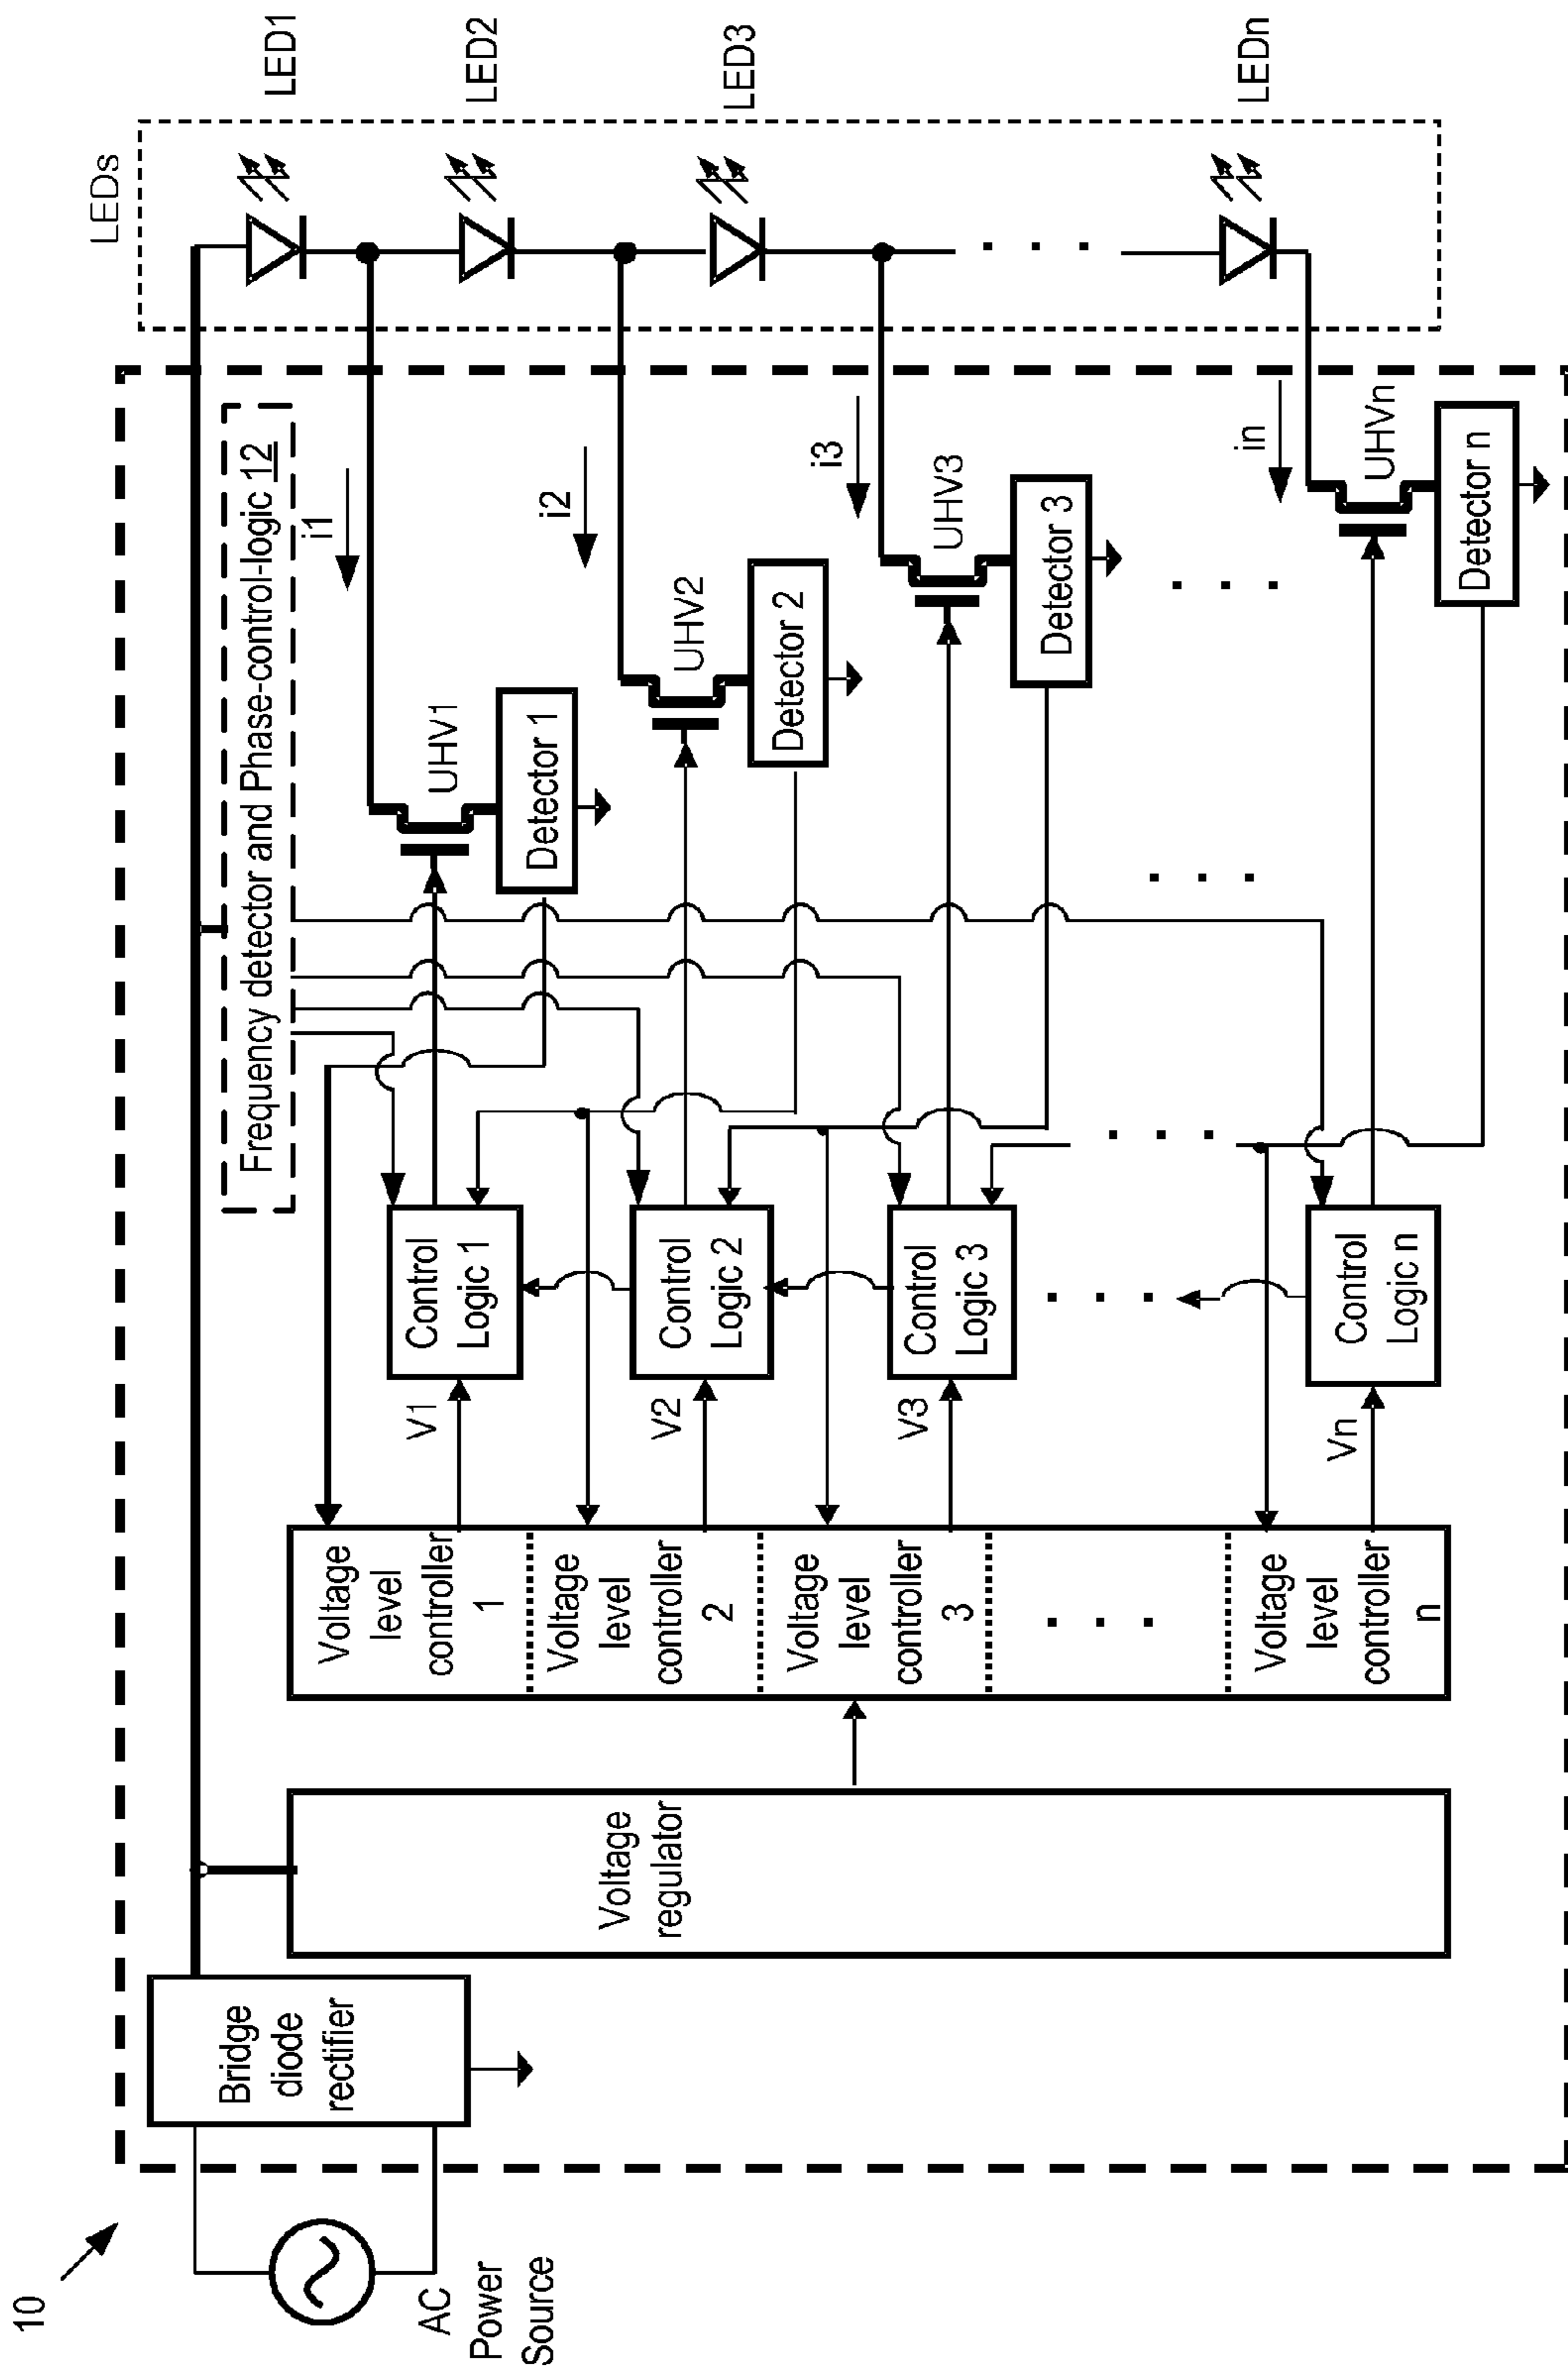 10
AC
Power
Source
Bridge
diode
rectifier
Voltage
regulator
Voltage
level
controller
1
Voltage
level
controller
2
Voltage
level
controller
3
. . .
Voltage
level
controller
n
V1
V2
V3
Vn
Control
Logic 1
Control
Logic 2
Control
Logic 3
. . .
Control
Logic n
Frequency detector and Phase-control-logic 12
UHV1
Detector 1
UHV2
Detector 2
UHV3
Detector 3
UHVn
Detector n
i1
i2
i3
in
LEDs
LED1
LED2
LED3
LEDn